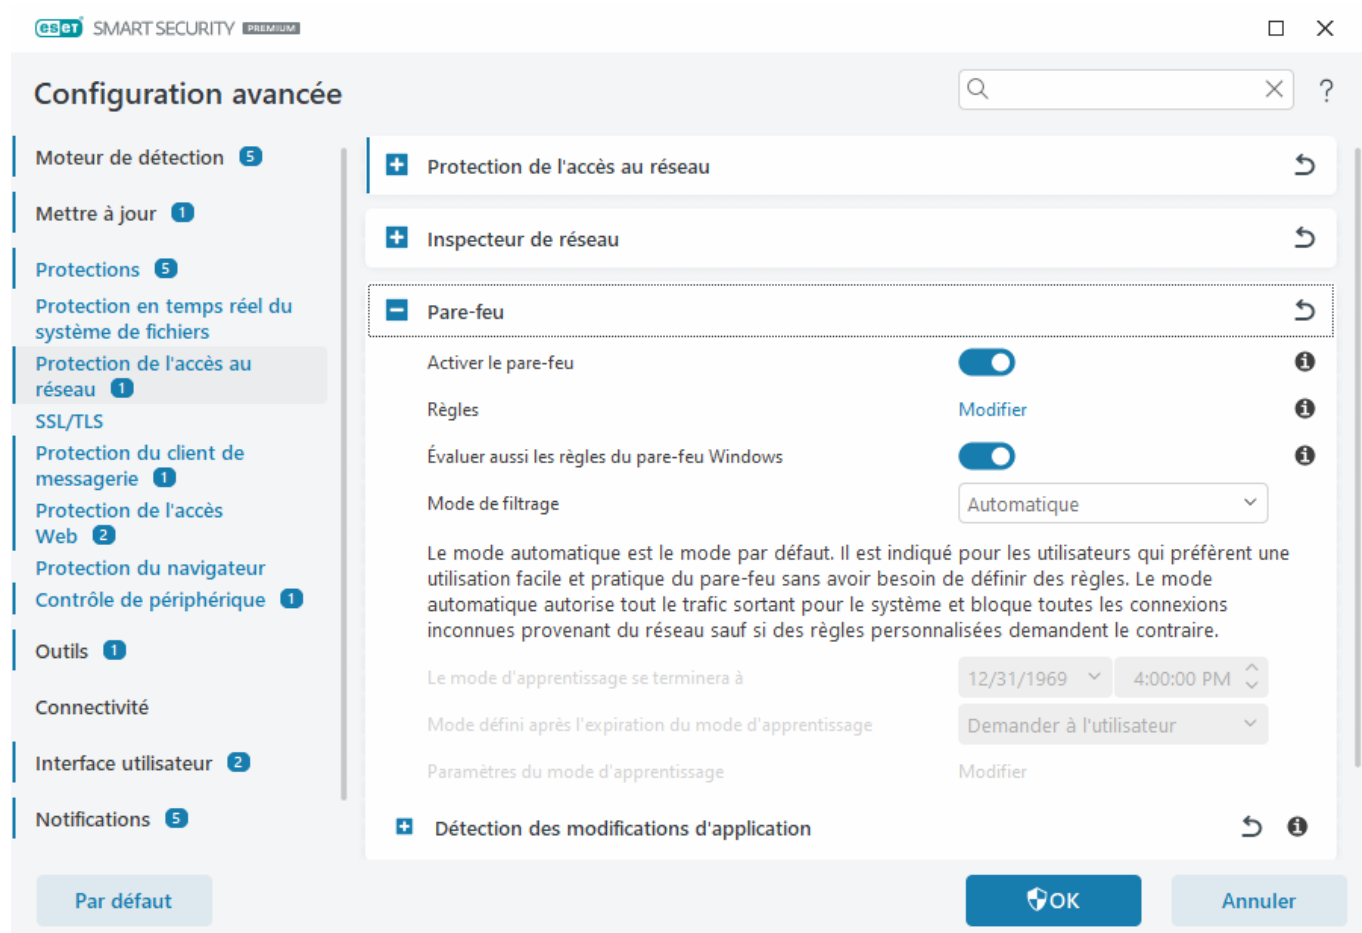 eset SMART SECURITY PREMIUM
Configuration avancée
?
Moteur de détection 5
Mettre à jour 1
Protections 5
Protection en temps réel du
système de fichiers
Protection de l'accès au
réseau 1
SSL/TLS
Protection du client de
messagerie 1
Protection de l'accès
Web 2
Protection du navigateur
Contrôle de périphérique 1
Outils 1
Connectivité
Interface utilisateur 2
Notifications 5
Protection de l'accès au réseau
Inspecteur de réseau
Pare-feu
Activer le pare-feu
Règles Modifier
Évaluer aussi les règles du pare-feu Windows
Mode de filtrage Automatique
Le mode automatique est le mode par défaut. Il est indiqué pour les utilisateurs qui préfèrent une
utilisation facile et pratique du pare-feu sans avoir besoin de définir des règles. Le mode
automatique autorise tout le trafic sortant pour le système et bloque toutes les connexions
inconnues provenant du réseau sauf si des règles personnalisées demandent le contraire.
Le mode d'apprentissage se terminera à 12/31/1969 4:00:00 PM
Mode défini après l'expiration du mode d'apprentissage Demander à l'utilisateur
Paramètres du mode d'apprentissage Modifier
Détection des modifications d'application
Par défaut
OK
Annuler